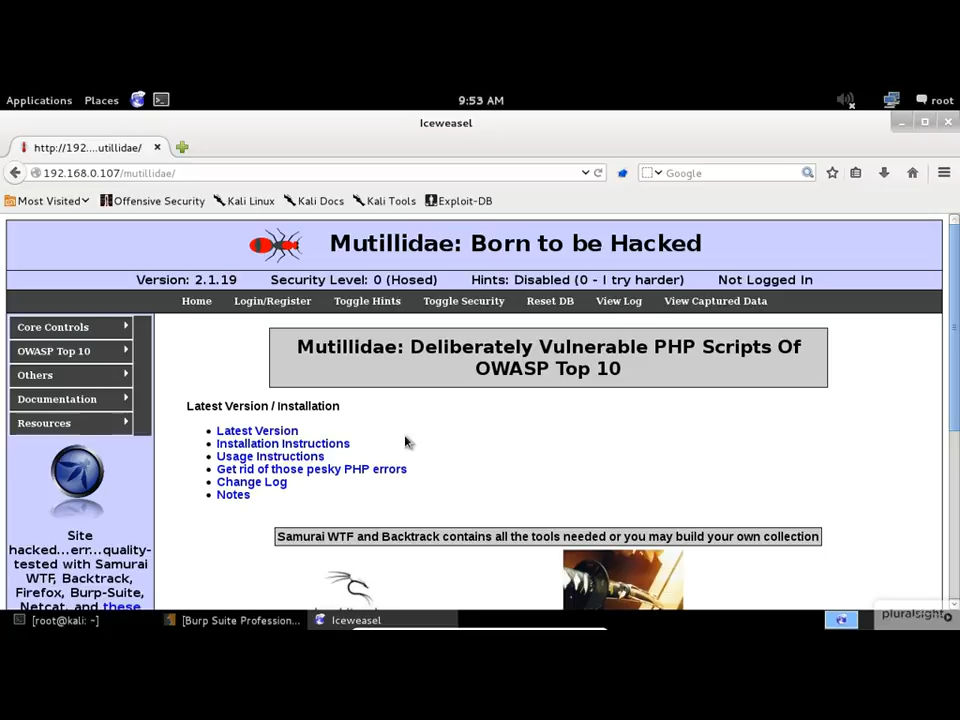 Applications Places 9:53 AM root
Iceweasel
http://192....utillidae/
192.168.0.107/mutillidae/ Google
Most Visited Offensive Security Kali Linux Kali Docs Kali Tools Exploit-DB
Mutillidae: Born to be Hacked
Version: 2.1.19 Security Level: 0 (Hosed) Hints: Disabled (0 - I try harder) Not Logged In
Home Login/Register Toggle Hints Toggle Security Reset DB View Log View Captured Data
Core Controls
OWASP Top 10
Others
Documentation
Resources
Mutillidae: Deliberately Vulnerable PHP Scripts Of
OWASP Top 10
Latest Version / Installation
Latest Version
Installation Instructions
Usage Instructions
Get rid of those pesky PHP errors
Change Log
Notes
Samurai WTF and Backtrack contains all the tools needed or you may build your own collection
Site
hacked...err...quality-
tested with Samurai
WTF, Backtrack,
Firefox, Burp-Suite,
Netcat, and these
[root@kali: ~] [Burp Suite Profession... Iceweasel
pluralsight